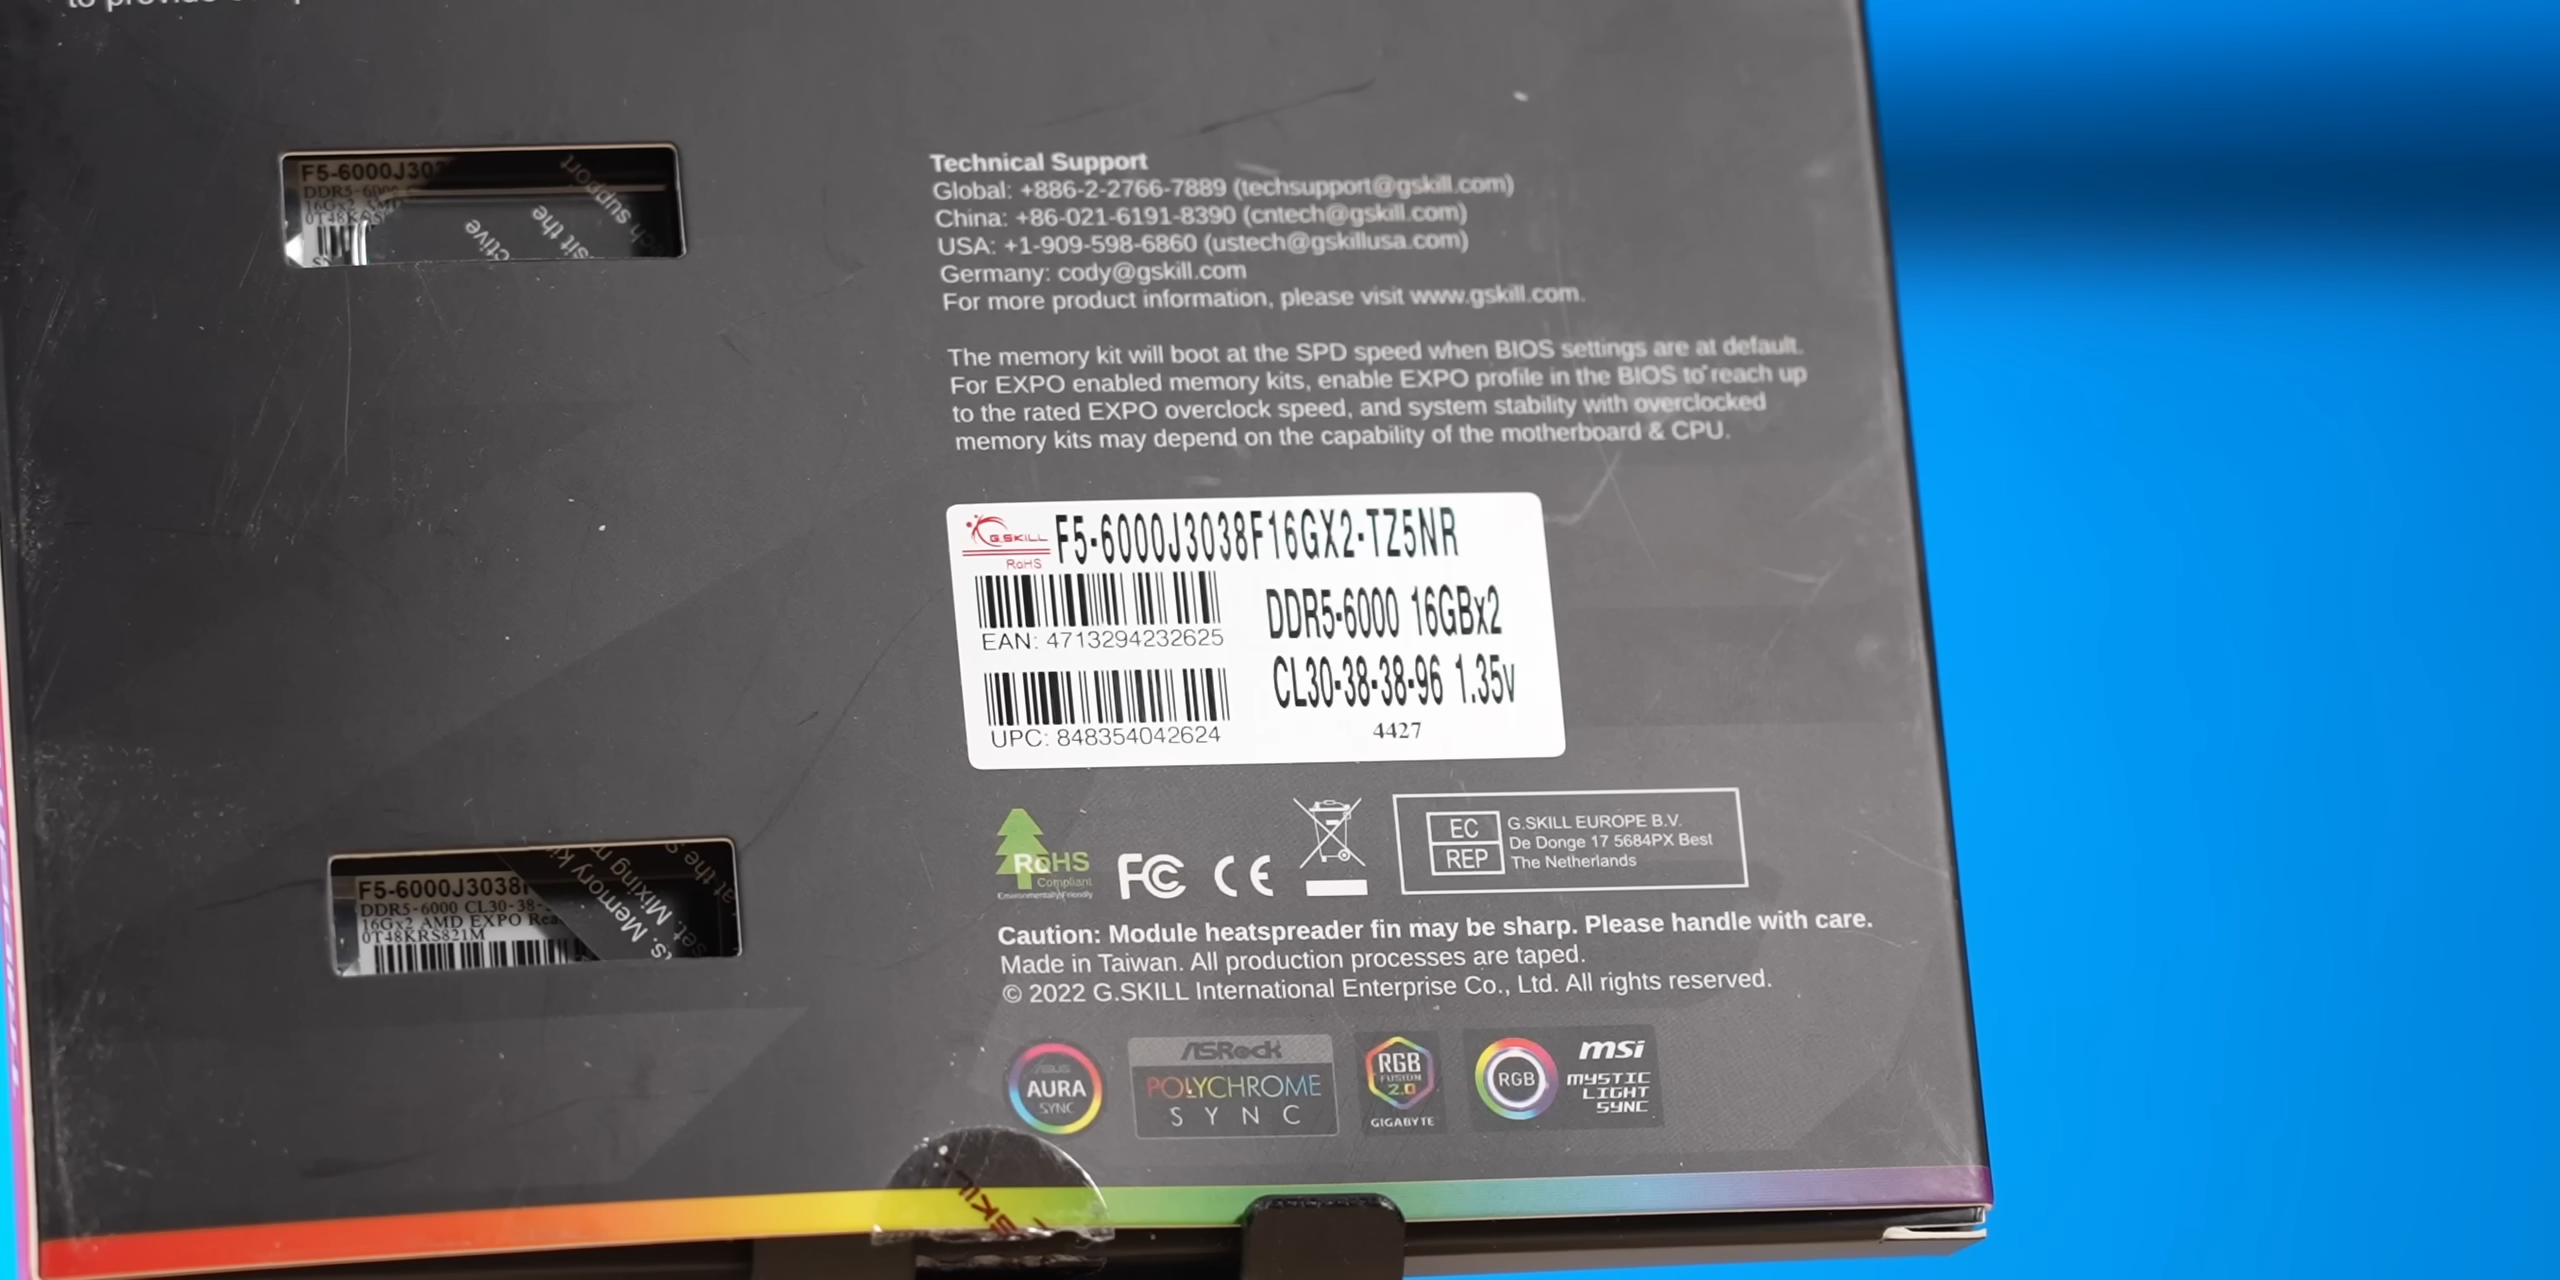 F5-6000J303
DDR5-6000
Technical Support
Global: +886-2-2766-7889 (techsupport@gskill.com)
China: +86-021-6191-8390 (cntech@gskill.com)
USA: +1-909-598-6860 (ustech@gskillusa.com)
Germany: cody@gskill.com
For more product information, please visit www.gskill.com.
The memory kit will boot at the SPD speed when BIOS settings are at default.
For EXPO enabled memory kits, enable EXPO profile in the BIOS to reach up
to the rated EXPO overclock speed, and system stability with overclocked
memory kits may depend on the capability of the motherboard & CPU.
G.SKILL
RoHS
F5-6000J3038F16GX2-TZ5NR
EAN: 4713294232625
DDR5-6000 16GBx2
CL30-38-38-96 1.35v
UPC: 848354042624
4427
RoHS
Compliant
Environmentally Friendly
FC CE
EC
REP
G.SKILL EUROPE B.V.
De Donge 17 5684PX Best
The Netherlands
F5-6000J3038
DDR5-6000 CL30-38-
16Gx2 AMD EXPO Rea
0T48KRS821M
Caution: Module heatspreader fin may be sharp. Please handle with care.
Made in Taiwan. All production processes are taped.
© 2022 G.SKILL International Enterprise Co., Ltd. All rights reserved.
ASUS
AURA
SYNC
ASRock
POLYCHROME
SYNC
RGB
FUSION
2.0
GIGABYTE
RGB
msi
MYSTIC
LIGHT
SYNC